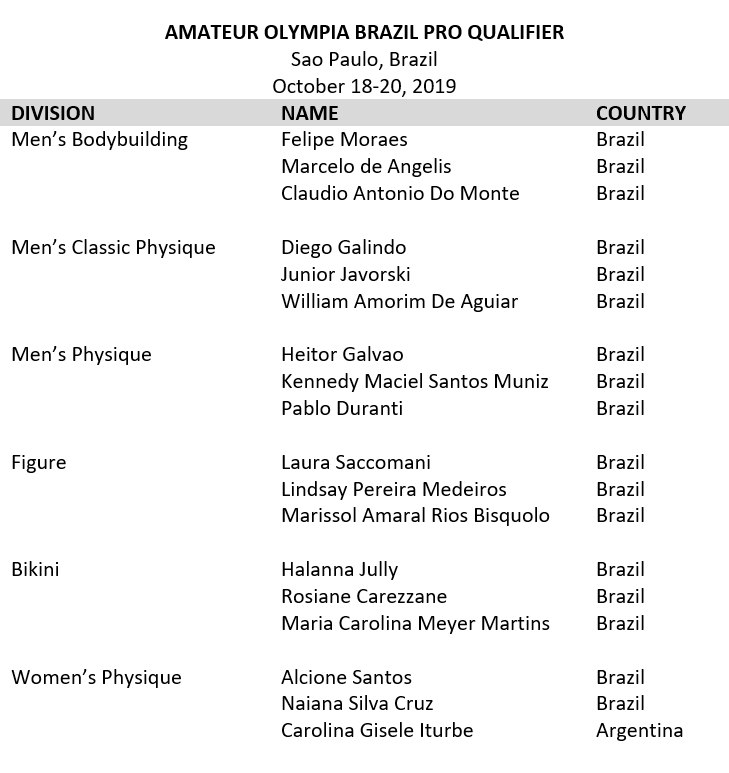 AMATEUR OLYMPIA BRAZIL PRO QUALIFIER
Sao Paulo, Brazil
October 18-20, 2019
DIVISION NAME COUNTRY
Men’s Bodybuilding Felipe Moraes Brazil
Marcelo de Angelis Brazil
Claudio Antonio Do Monte Brazil
Men’s Classic Physique Diego Galindo Brazil
Junior Javorski Brazil
William Amorim De Aguiar Brazil
Men’s Physique Heitor Galvao Brazil
Kennedy Maciel Santos Muniz Brazil
Pablo Duranti Brazil
Figure Laura Saccomani Brazil
Lindsay Pereira Medeiros Brazil
Marissol Amaral Rios Bisquolo Brazil
Bikini Halanna Jully Brazil
Rosiane Carezzane Brazil
Maria Carolina Meyer Martins Brazil
Women’s Physique Alcione Santos Brazil
Naiana Silva Cruz Brazil
Carolina Gisele Iturbe Argentina